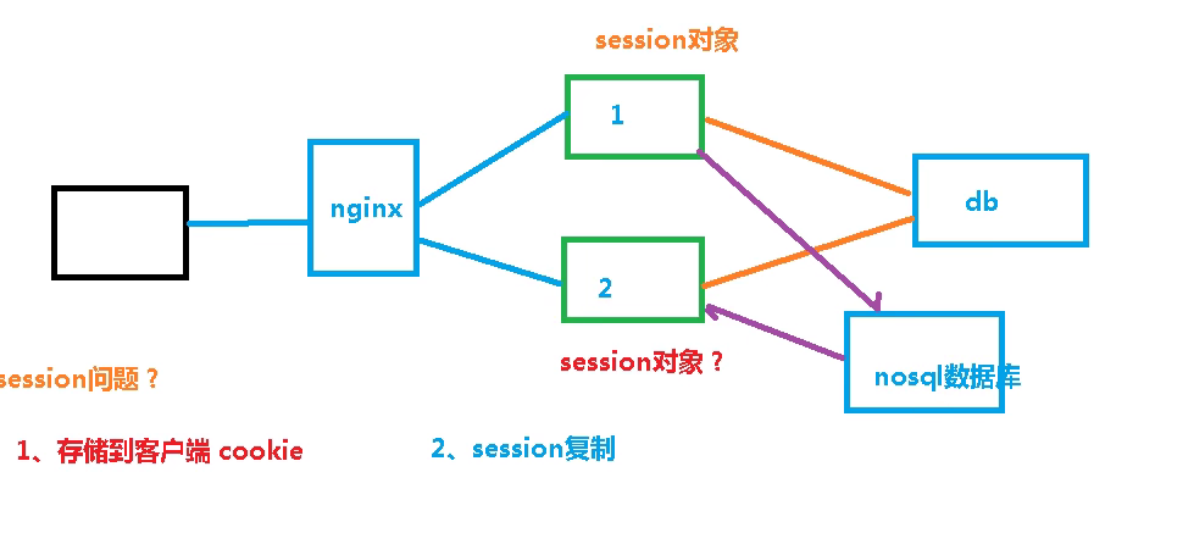 session对象
1
nginx
db
2
session对象？
nosql数据库
session问题？
1、存储到客户端 cookie
2、session复制